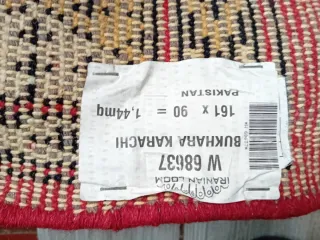 IRANIAN LOOM
W 68637
BUKHARA KARACHI
161 x 90 = 1,44mq
PAKISTAN